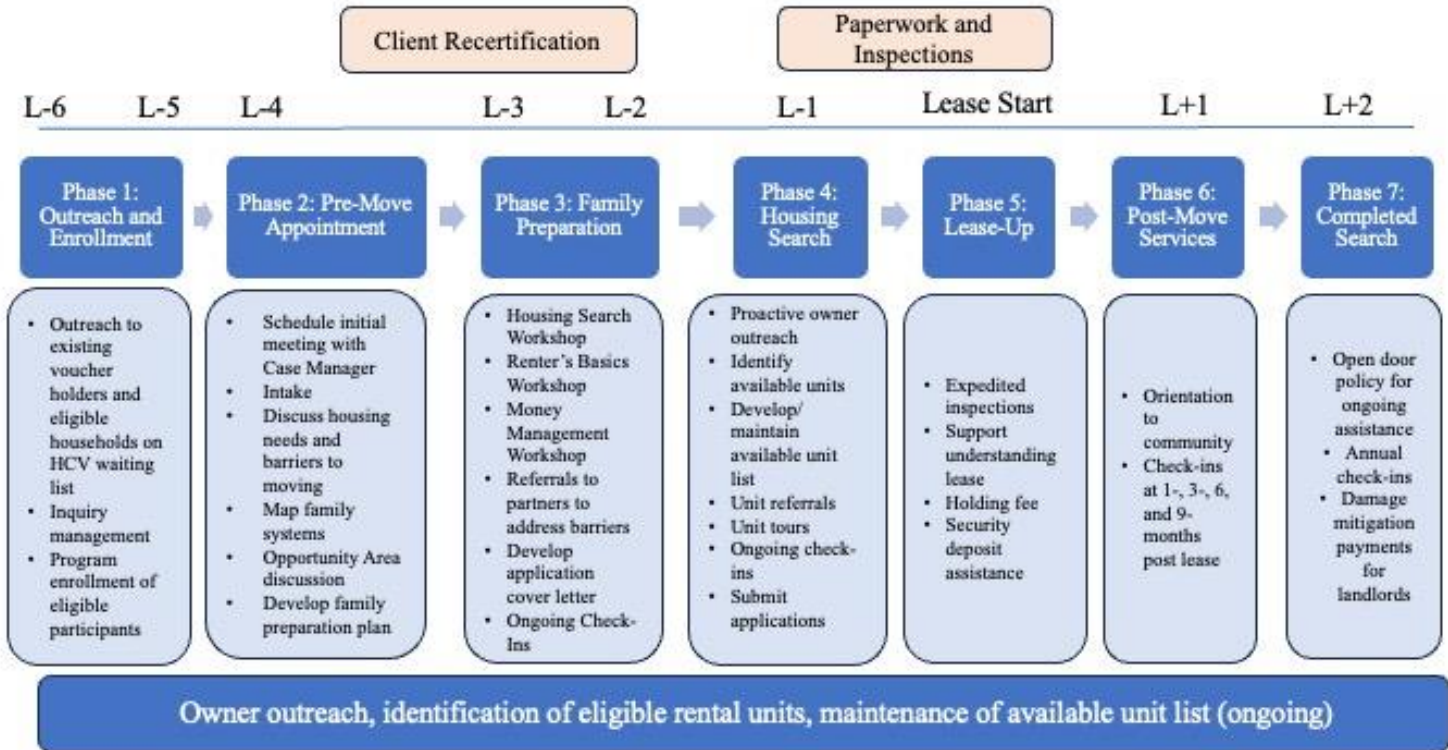 Client Recertification
Paperwork and
Inspections
L-6
L-5
L-4
L-3
L-2
L-1
Lease Start
L+1
L+2
Phase 1:
Outreach and
Enrollment
Phase 2: Pre-Move
Appointment
Phase 3: Family
Preparation
Phase 4:
Housing
Search
Phase 5:
Lease-Up
Phase 6:
Post-Move
Services
Phase 7:
Completed
Search
• Outreach to
existing
voucher
holders and
eligible
households on
HCV waiting
list
• Inquiry
management
• Program
enrollment of
eligible
participants
• Schedule initial
meeting with
Case Manager
• Intake
• Discuss housing
needs and
barriers to
moving
• Map family
systems
• Opportunity Area
discussion
• Develop family
preparation plan
• Housing Search
Workshop
• Renter's Basics
Workshop
• Money
Management
Workshop
• Referrals to
partners to
address barriers
• Develop
application
cover letter
• Ongoing Check-
Ins
• Proactive owner
outreach
• Identify
available units
• Develop/
maintain
available unit
list
• Unit referrals
• Unit tours
• Ongoing check-
ins
• Submit
applications
• Expedited
inspections
• Support
understanding
lease
• Holding fee
• Security
deposit
assistance
• Orientation
to
community
• Check-ins
at 1-, 3-, 6,
and 9-
months
post lease
• Open door
policy for
ongoing
assistance
• Annual
check-ins
• Damage
mitigation
payments
for
landlords
Owner outreach, identification of eligible rental units, maintenance of available unit list (ongoing)